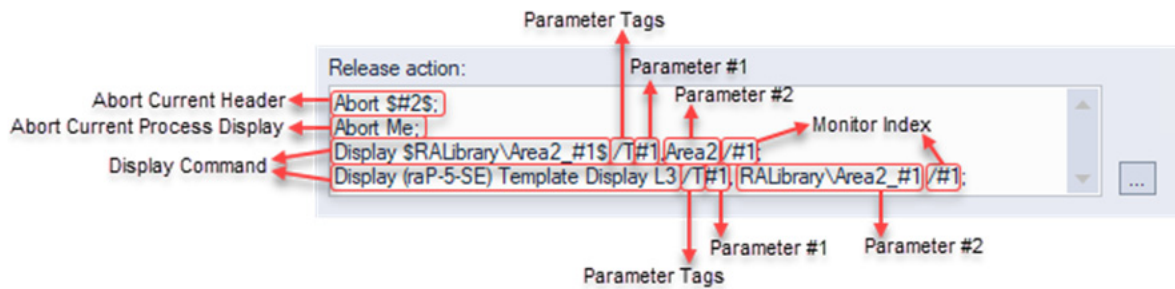 Parameter Tags
Release action:
Parameter #1
Parameter #2
Abort Current Header
Abort $#2$;
Abort Current Process Display
Abort Me;
Monitor Index
Display Command
Display $RALibrary\Area2_#1$ /T#1,Area2 /#1;
Display (raP-5-SE) Template Display L3 /T#1, RALibrary\Area2_#1 /#1;
...
Parameter #1
Parameter #2
Parameter Tags